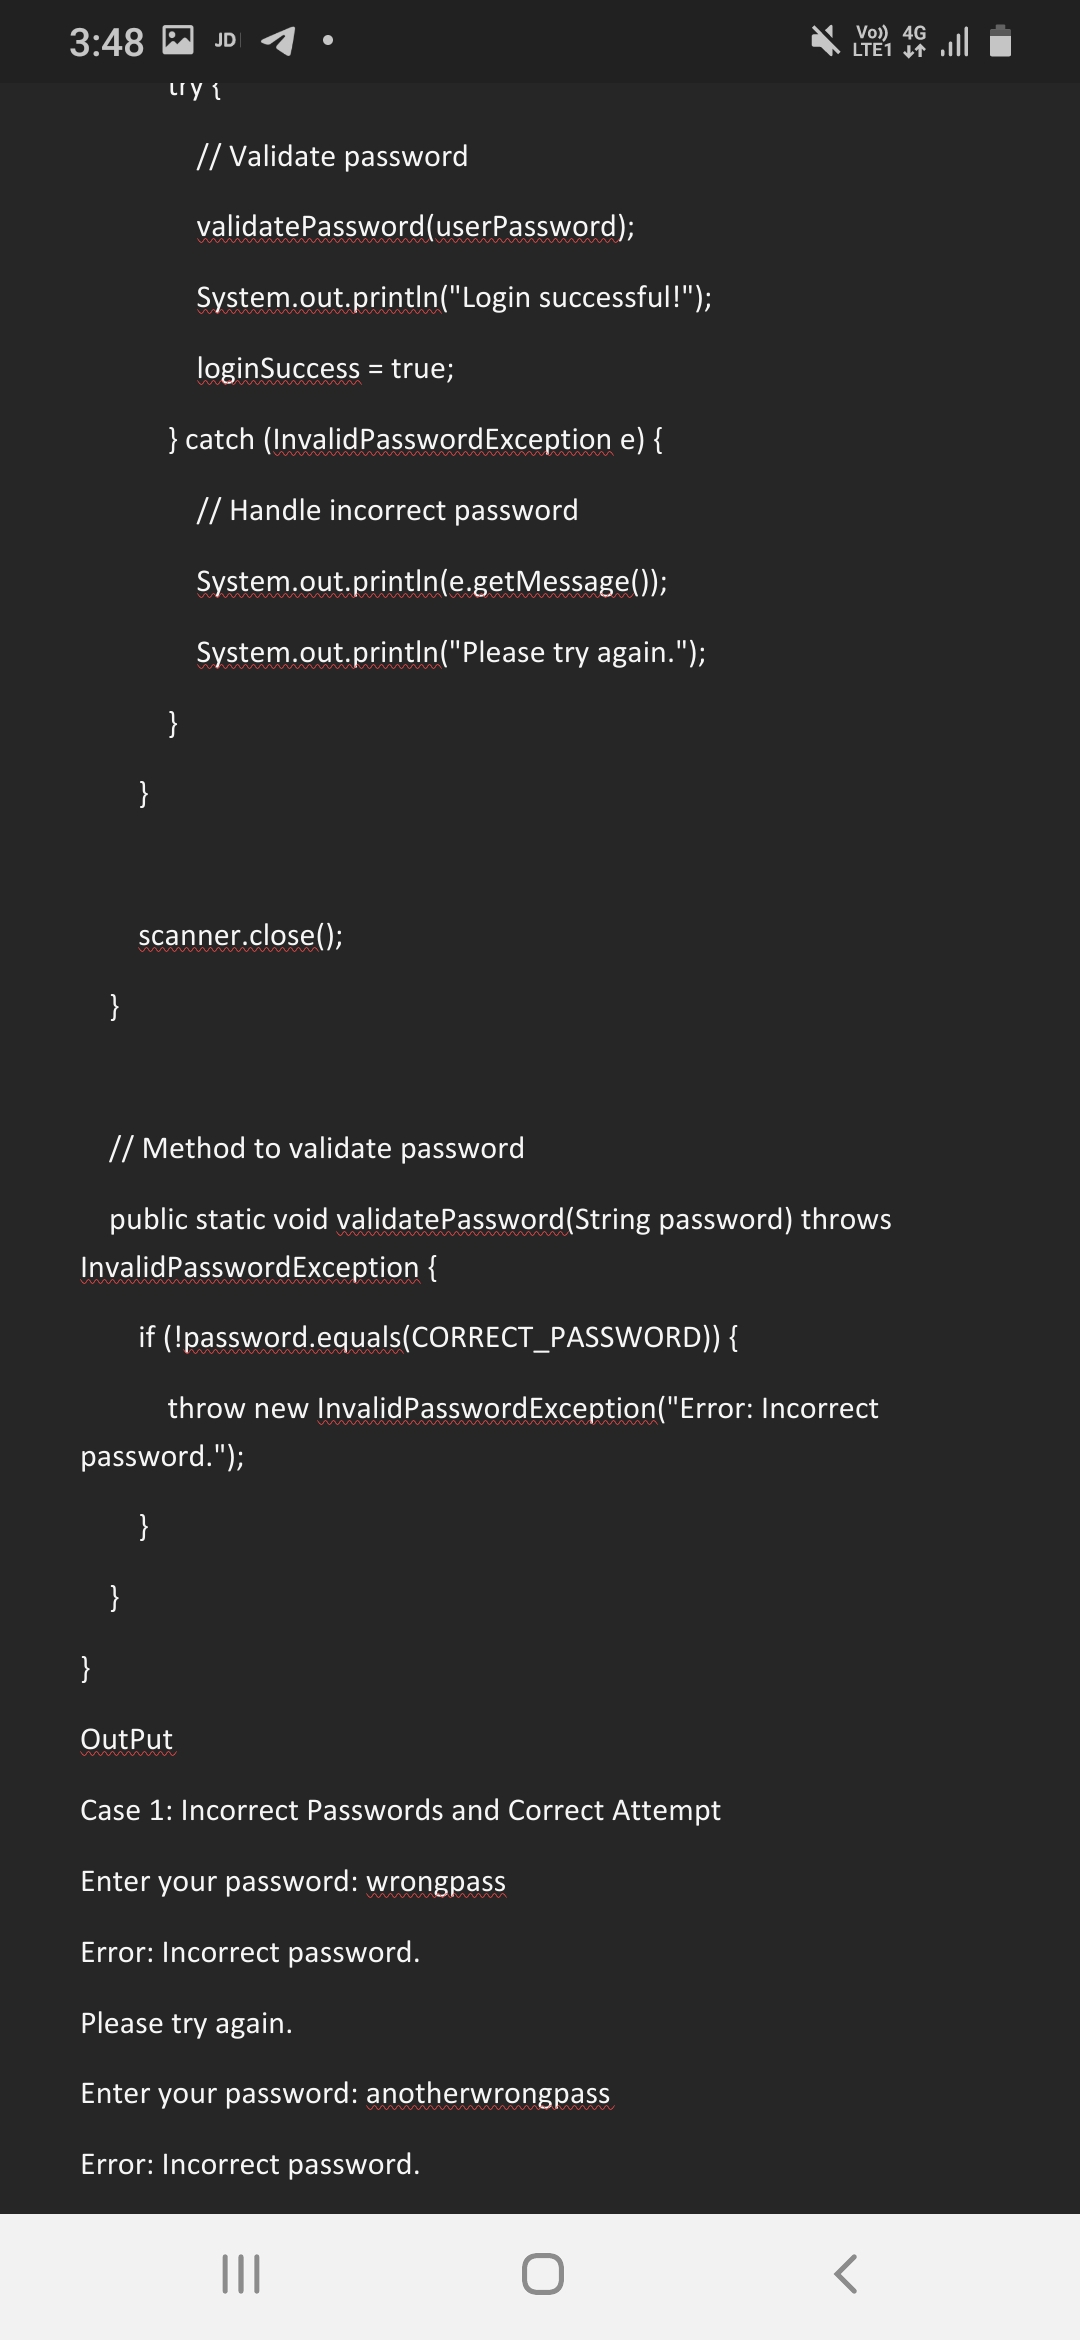 3:48 JD Vo)) 4G
LTE1
try {
// Validate password
validatePassword(userPassword);
System.out.println("Login successful!");
loginSuccess = true;
} catch (InvalidPasswordException e) {
// Handle incorrect password
System.out.println(e.getMessage());
System.out.println("Please try again.");
}
}
scanner.close();
}
// Method to validate password
public static void validatePassword(String password) throws
InvalidPasswordException {
if (!password.equals(CORRECT_PASSWORD)) {
throw new InvalidPasswordException("Error: Incorrect
password.");
}
}
}
OutPut
Case 1: Incorrect Passwords and Correct Attempt
Enter your password: wrongpass
Error: Incorrect password.
Please try again.
Enter your password: anotherwrongpass
Error: Incorrect password.